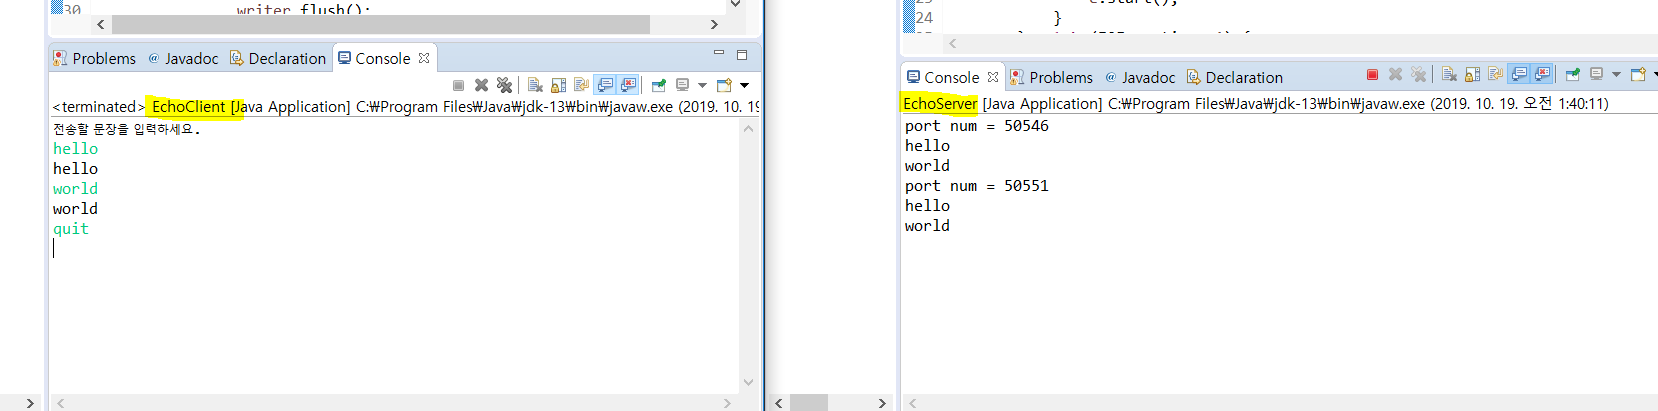 30 writer flush();
Problems @ Javadoc Declaration Console
<terminated> EchoClient [Java Application] C:₩Program Files₩Java₩jdk-13₩bin₩javaw.exe (2019. 10. 19
전송할 문장을 입력하세요.
hello
hello
world
world
quit
24 }
Console Problems @ Javadoc Declaration
EchoServer [Java Application] C:₩Program Files₩Java₩jdk-13₩bin₩javaw.exe (2019. 10. 19. 오전 1:40:11)
port num = 50546
hello
world
port num = 50551
hello
world